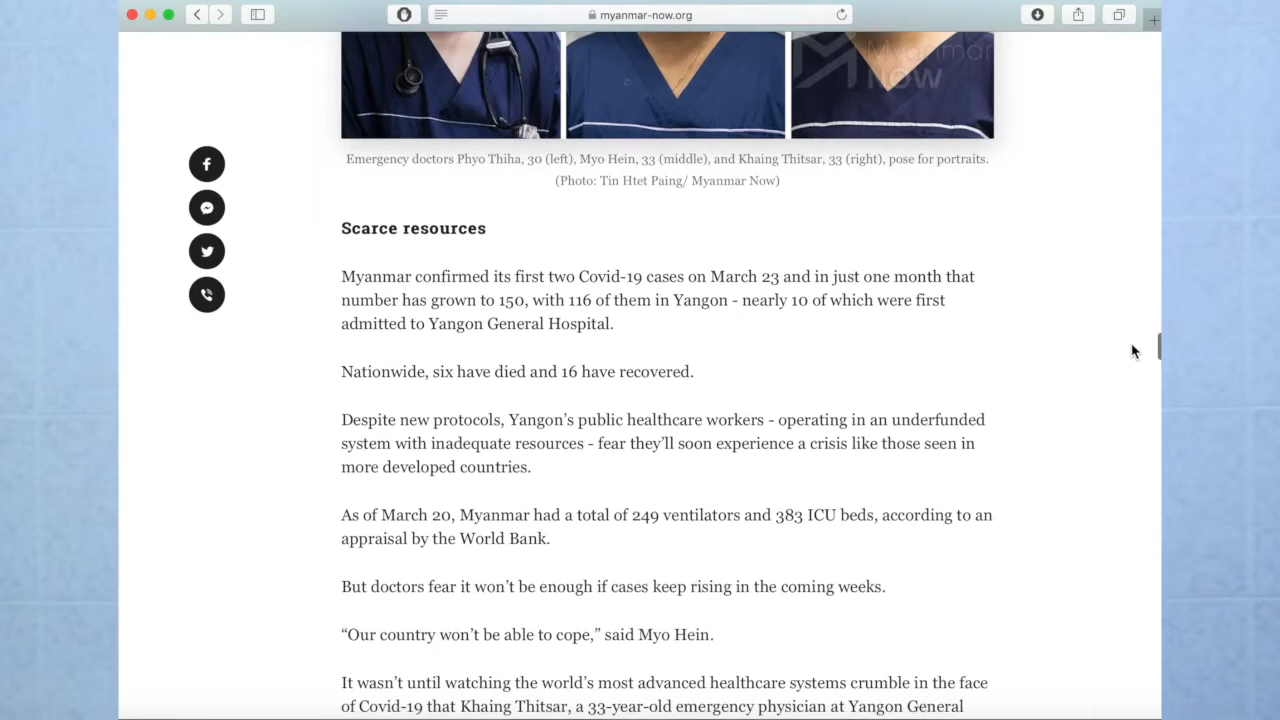 myanmar-now.org
Myanmar
NOW
Emergency doctors Phyo Thiha, 30 (left), Myo Hein, 33 (middle), and Khaing Thitsar, 33 (right), pose for portraits.
(Photo: Tin Htet Paing/ Myanmar Now)
Scarce resources
Myanmar confirmed its first two Covid-19 cases on March 23 and in just one month that
number has grown to 150, with 116 of them in Yangon - nearly 10 of which were first
admitted to Yangon General Hospital.
Nationwide, six have died and 16 have recovered.
Despite new protocols, Yangon’s public healthcare workers - operating in an underfunded
system with inadequate resources - fear they’ll soon experience a crisis like those seen in
more developed countries.
As of March 20, Myanmar had a total of 249 ventilators and 383 ICU beds, according to an
appraisal by the World Bank.
But doctors fear it won’t be enough if cases keep rising in the coming weeks.
“Our country won’t be able to cope,” said Myo Hein.
It wasn’t until watching the world’s most advanced healthcare systems crumble in the face
of Covid-19 that Khaing Thitsar, a 33-year-old emergency physician at Yangon General